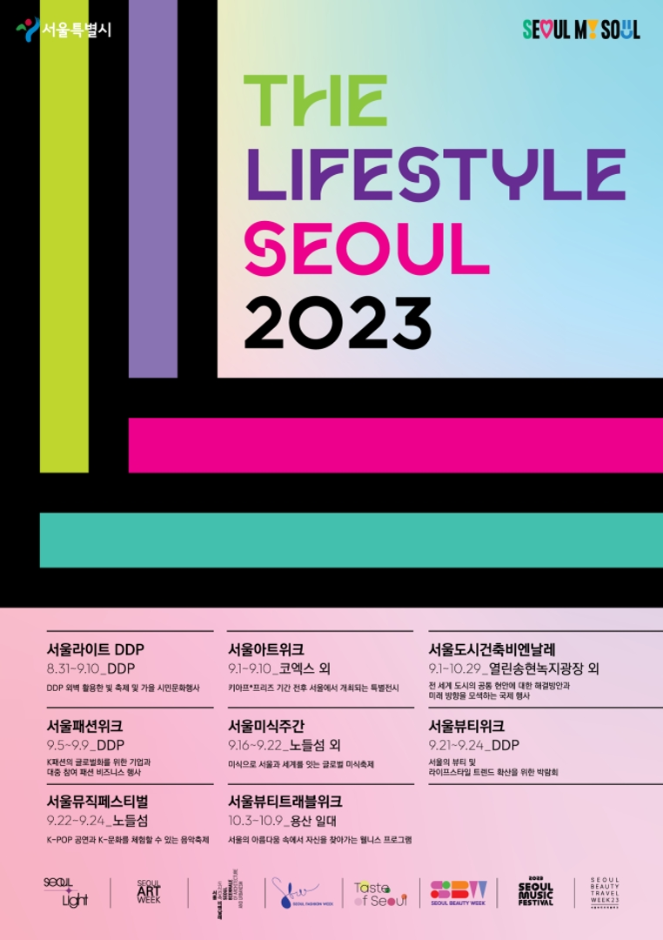 서울특별시
SEOUL MY SOUL
THE
LIFESTYLE
SEOUL
2023
서울라이트 DDP
8.31~9.10_DDP
DDP 외벽 활용한 빛 축제 및 가을 시민문화행사
서울아트위크
9.1~9.10_코엑스 외
키아프*프리즈 기간 전후 서울에서 개최되는 특별전시
서울도시건축비엔날레
9.1~10.29_열린송현녹지광장 외
전 세계 도시의 공통 현안에 대한 해결방안과
미래 방향을 모색하는 국제 행사
서울패션위크
9.5~9.9_DDP
K패션의 글로벌화를 위한 기업과
대중 참여 패션 비즈니스 행사
서울미식주간
9.16~9.22_노들섬 외
미식으로 서울과 세계를 잇는 글로벌 미식축제
서울뷰티위크
9.21~9.24_DDP
서울의 뷰티 및
라이프스타일 트렌드 확산을 위한 박람회
서울뮤직페스티벌
9.22~9.24_노들섬
K-POP 공연과 K-문화를 체험할 수 있는 음악축제
서울뷰티트래블위크
10.3~10.9_용산 일대
서울의 아름다움 속에서 자신을 찾아가는 웰니스 프로그램
seoul
light
SEOUL
ART
WEEK
Sfw
SEOUL FASHION WEEK
Taste
of Seoul
SBW
SEOUL BEAUTY WEEK
2023
SEOUL
MUSIC
FESTIVAL
SEOUL
BEAUTY
TRAVEL
WEEK23